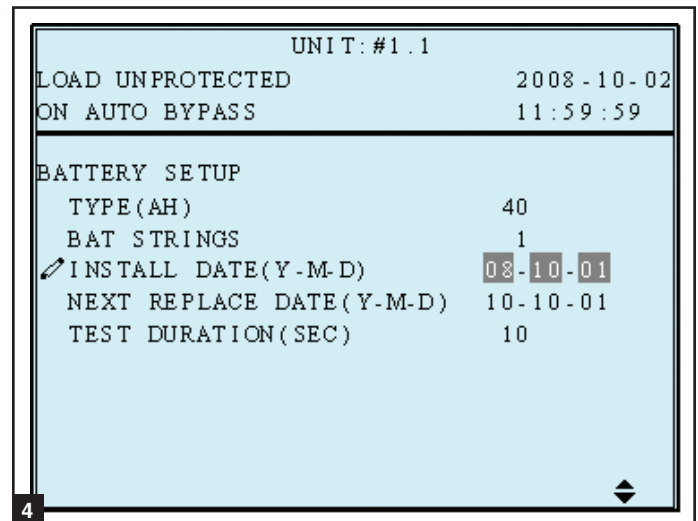 UNIT:#1.1
LOAD UNPROTECTED 2008-10-02
ON AUTO BYPASS 11:59:59
BATTERY SETUP
TYPE(AH) 40
BAT STRINGS 1
INSTALL DATE(Y-M-D) 08-10-01
NEXT REPLACE DATE(Y-M-D) 10-10-01
TEST DURATION(SEC) 10
4